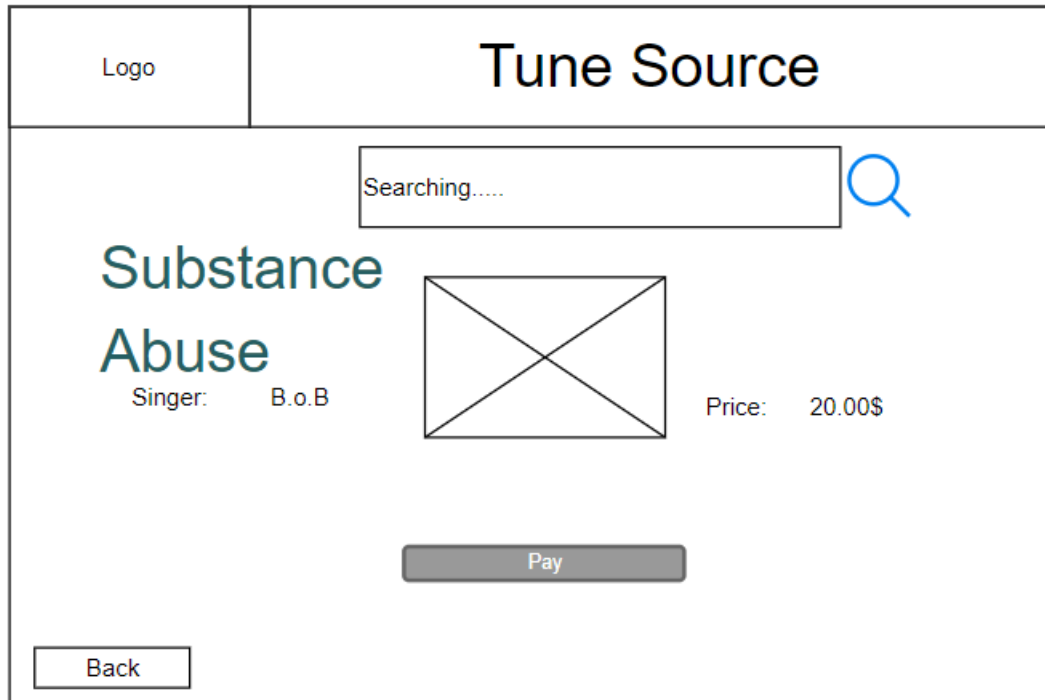 Logo
Tune Source
Searching.....
Substance
Abuse
Singer: B.o.B
Price: 20.00$
Pay
Back